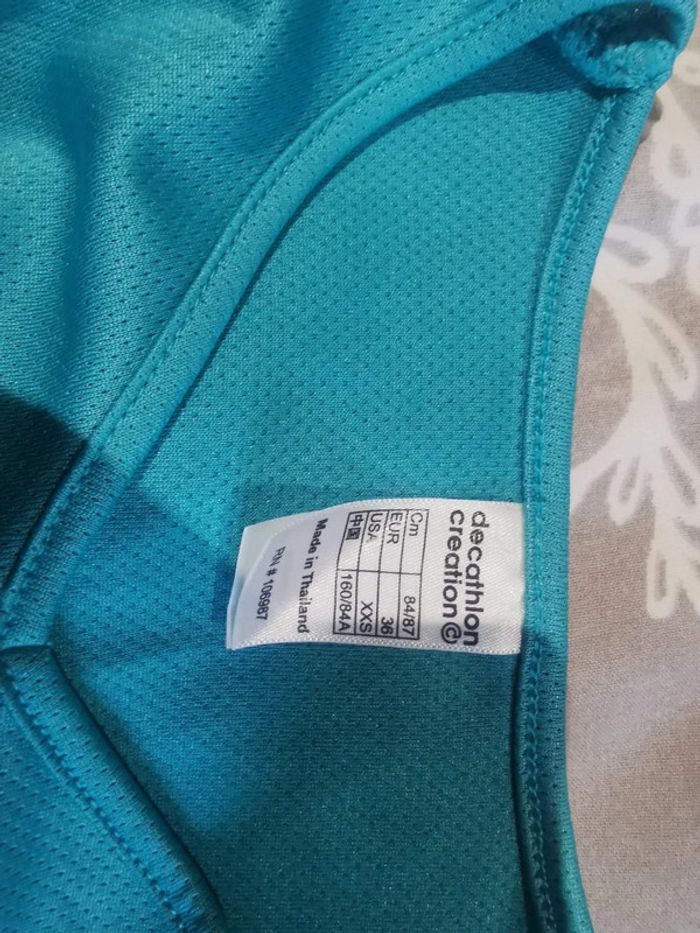 decathlon
creation©
Cm 84/87
EUR 36
USA XXS
中国 160/84A
Made in Thailand
RN # 106987